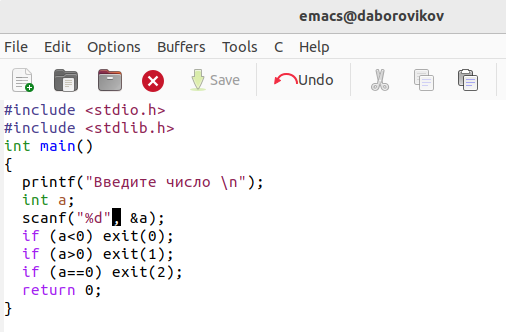 emacs@daborovikov
File Edit Options Buffers Tools C Help
Save Undo
#include <stdio.h>
#include <stdlib.h>
int main()
{
  printf("Введите число \n");
  int a;
  scanf("%d", &a);
  if (a<0) exit(0);
  if (a>0) exit(1);
  if (a==0) exit(2);
  return 0;
}